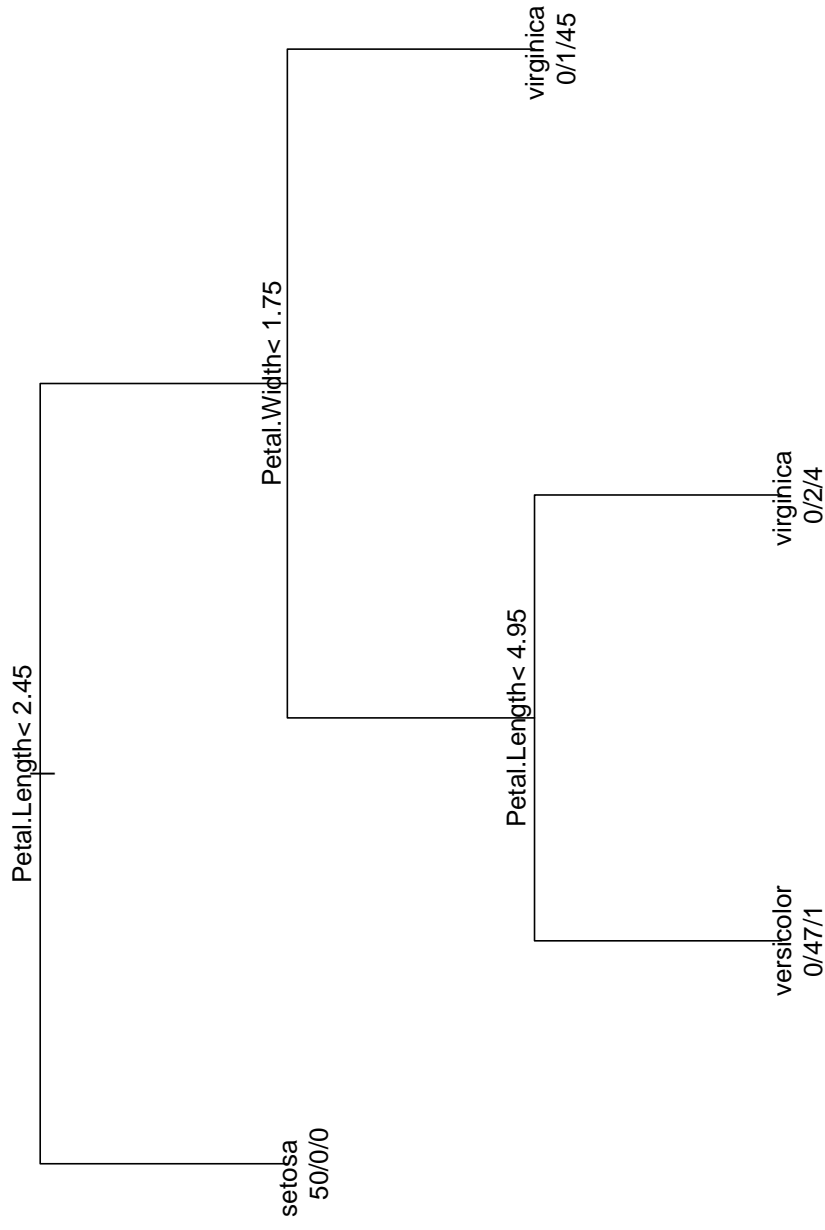 Petal.Length< 2.45
Petal.Width< 1.75
Petal.Length< 4.95
setosa
50/0/0
versicolor
0/47/1
virginica
0/2/4
virginica
0/1/45